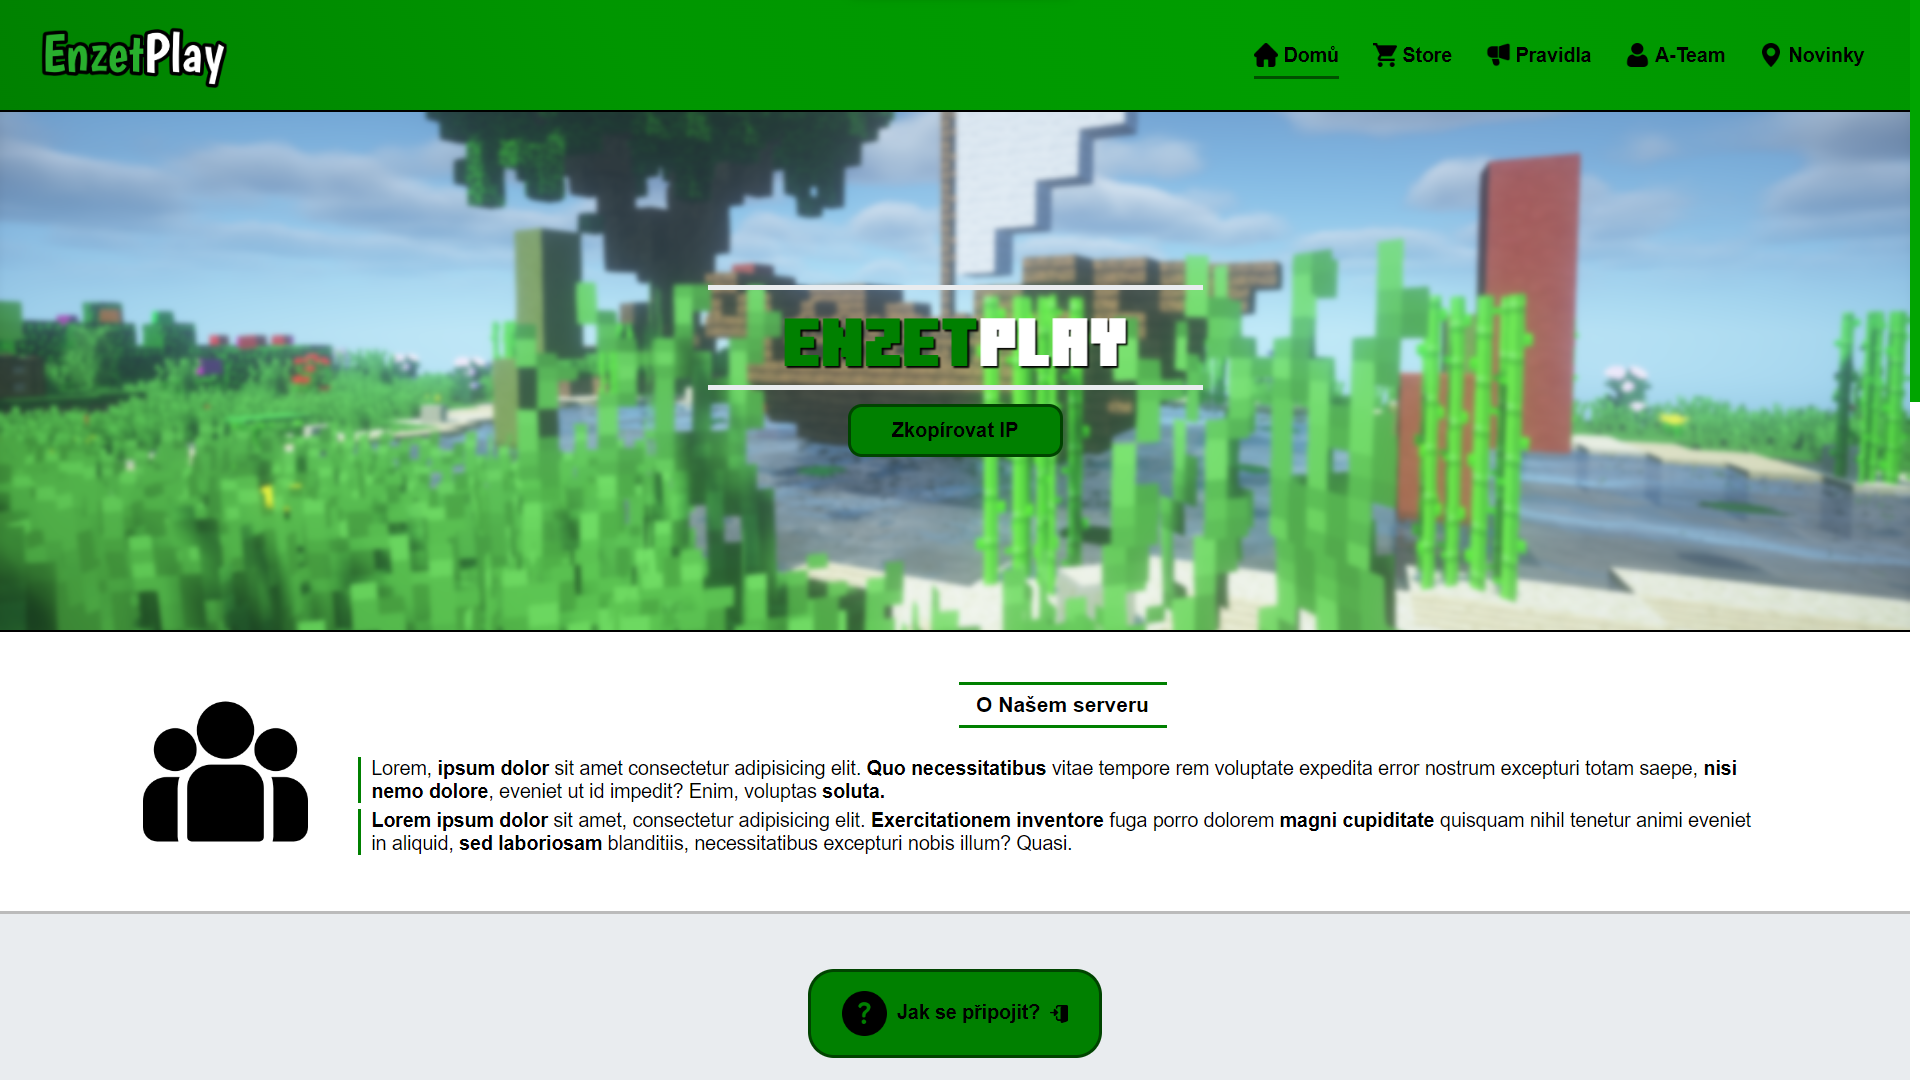 EnzetPlay
Domů
Store
Pravidla
A-Team
Novinky
ENZETPLAY
Zkopírovat IP
O Našem serveru
Lorem, ipsum dolor sit amet consectetur adipisicing elit. Quo necessitatibus vitae tempore rem voluptate expedita error nostrum excepturi totam saepe, nisi
nemo dolore, eveniet ut id impedit? Enim, voluptas soluta.
Lorem ipsum dolor sit amet, consectetur adipisicing elit. Exercitationem inventore fuga porro dolorem magni cupiditate quisquam nihil tenetur animi eveniet
in aliquid, sed laboriosam blanditiis, necessitatibus excepturi nobis illum? Quasi.
? Jak se připojit?